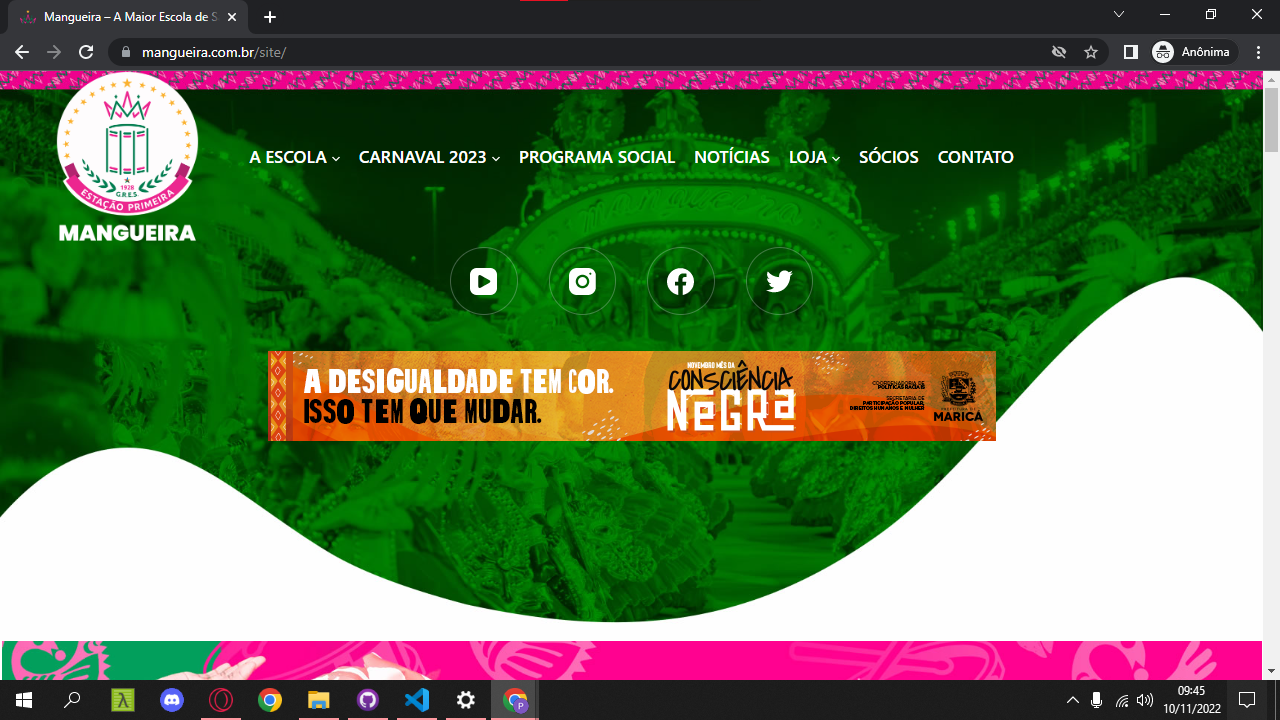 Mangueira – A Maior Escola de S
mangueira.com.br/site/
Anônima
1928
G.R.E.S.
ESTAÇÃO PRIMEIRA
MANGUEIRA
A ESCOLA
CARNAVAL 2023
PROGRAMA SOCIAL
NOTÍCIAS
LOJA
SÓCIOS
CONTATO
A DESIGUALDADE TEM COR.
ISSO TEM QUE MUDAR.
NOVEMBRO MÊS DA
CONSCIÊNCIA
NEGRA
COORDENADORIA DE
POLÍTICAS RACIAIS
SECRETARIA DE
PARTICIPAÇÃO POPULAR,
DIREITOS HUMANOS E MULHER
PREFEITURA DE
MARICÁ
P
09:45
10/11/2022